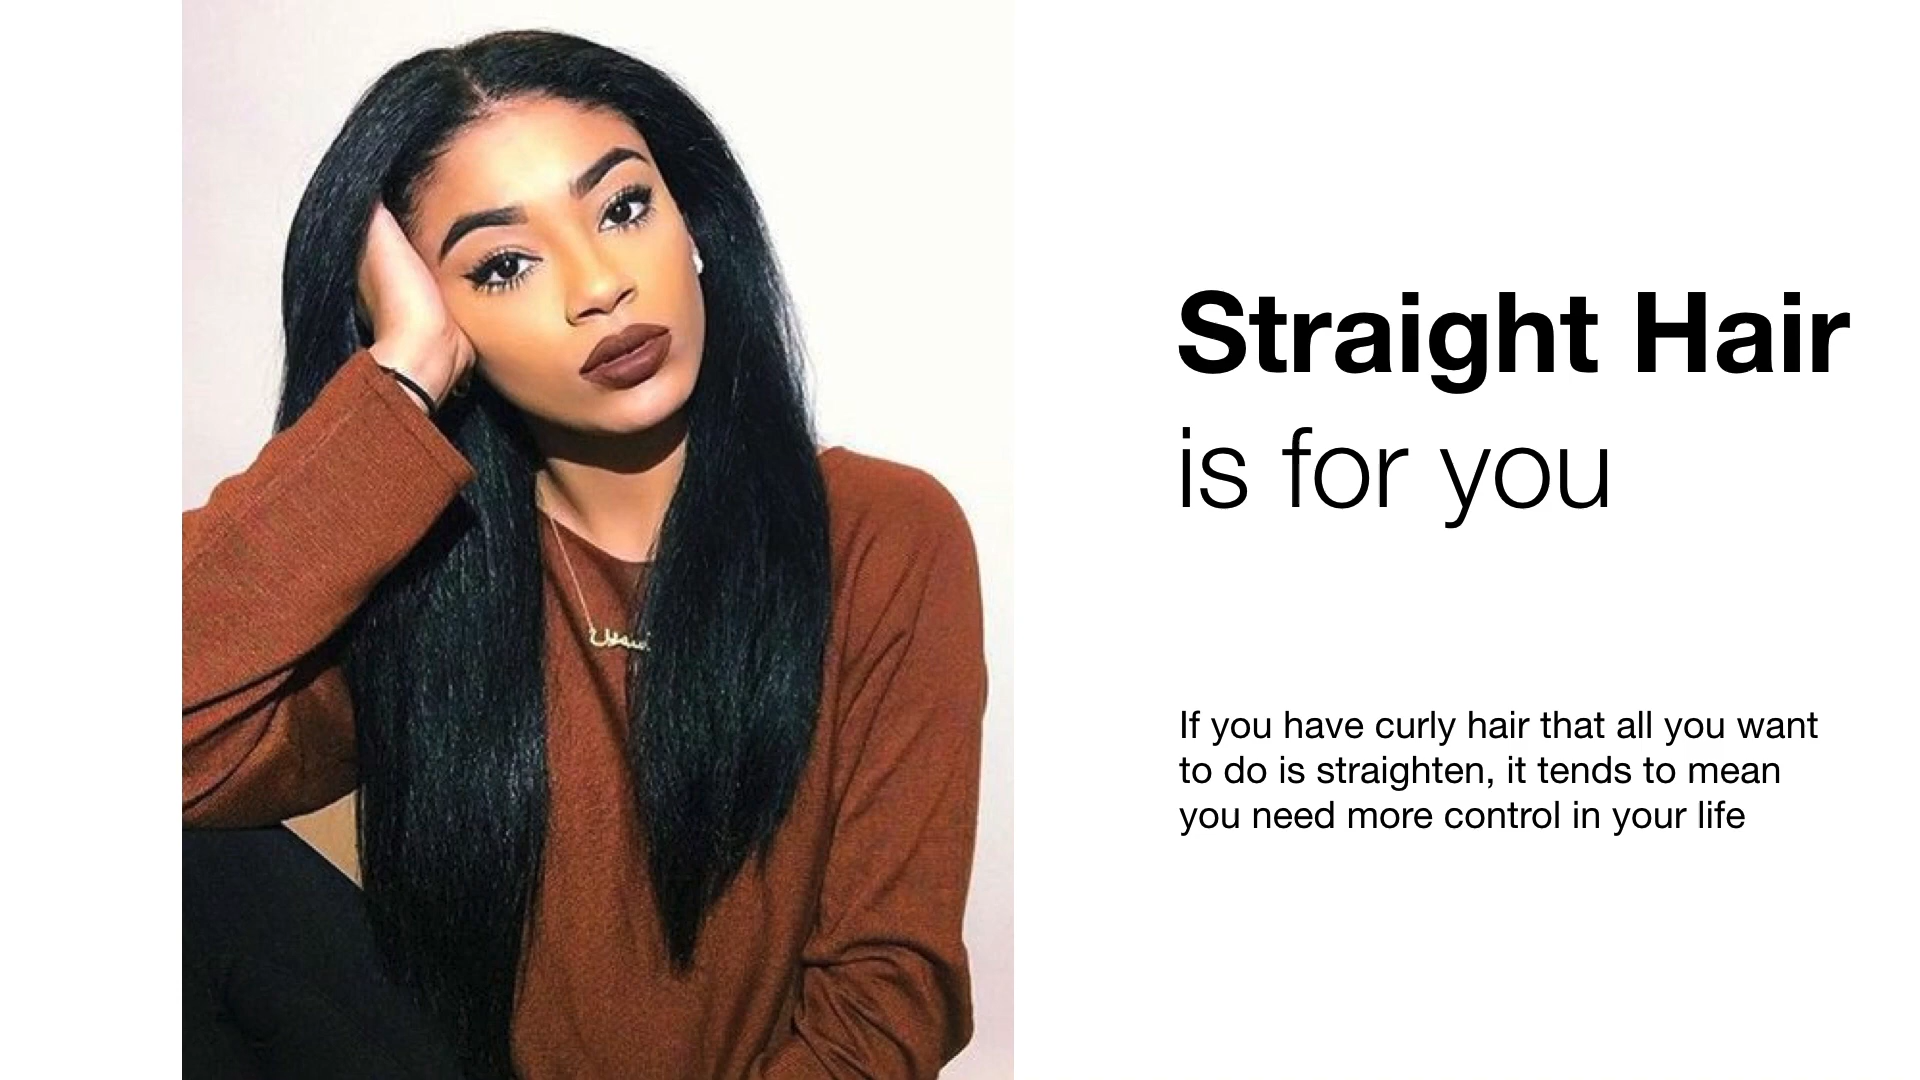 Straight Hair
is for you
If you have curly hair that all you want
to do is straighten, it tends to mean
you need more control in your life